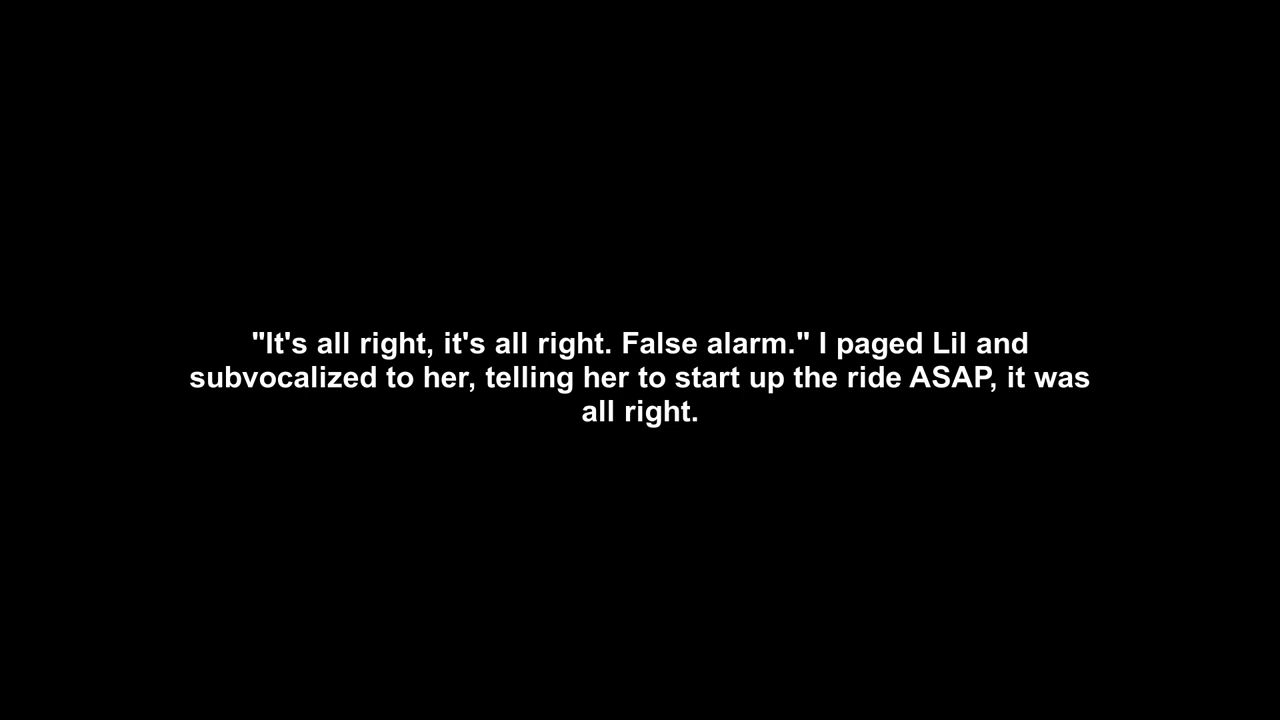 "It's all right, it's all right. False alarm." I paged Lil and
subvocalized to her, telling her to start up the ride ASAP, it was
all right.